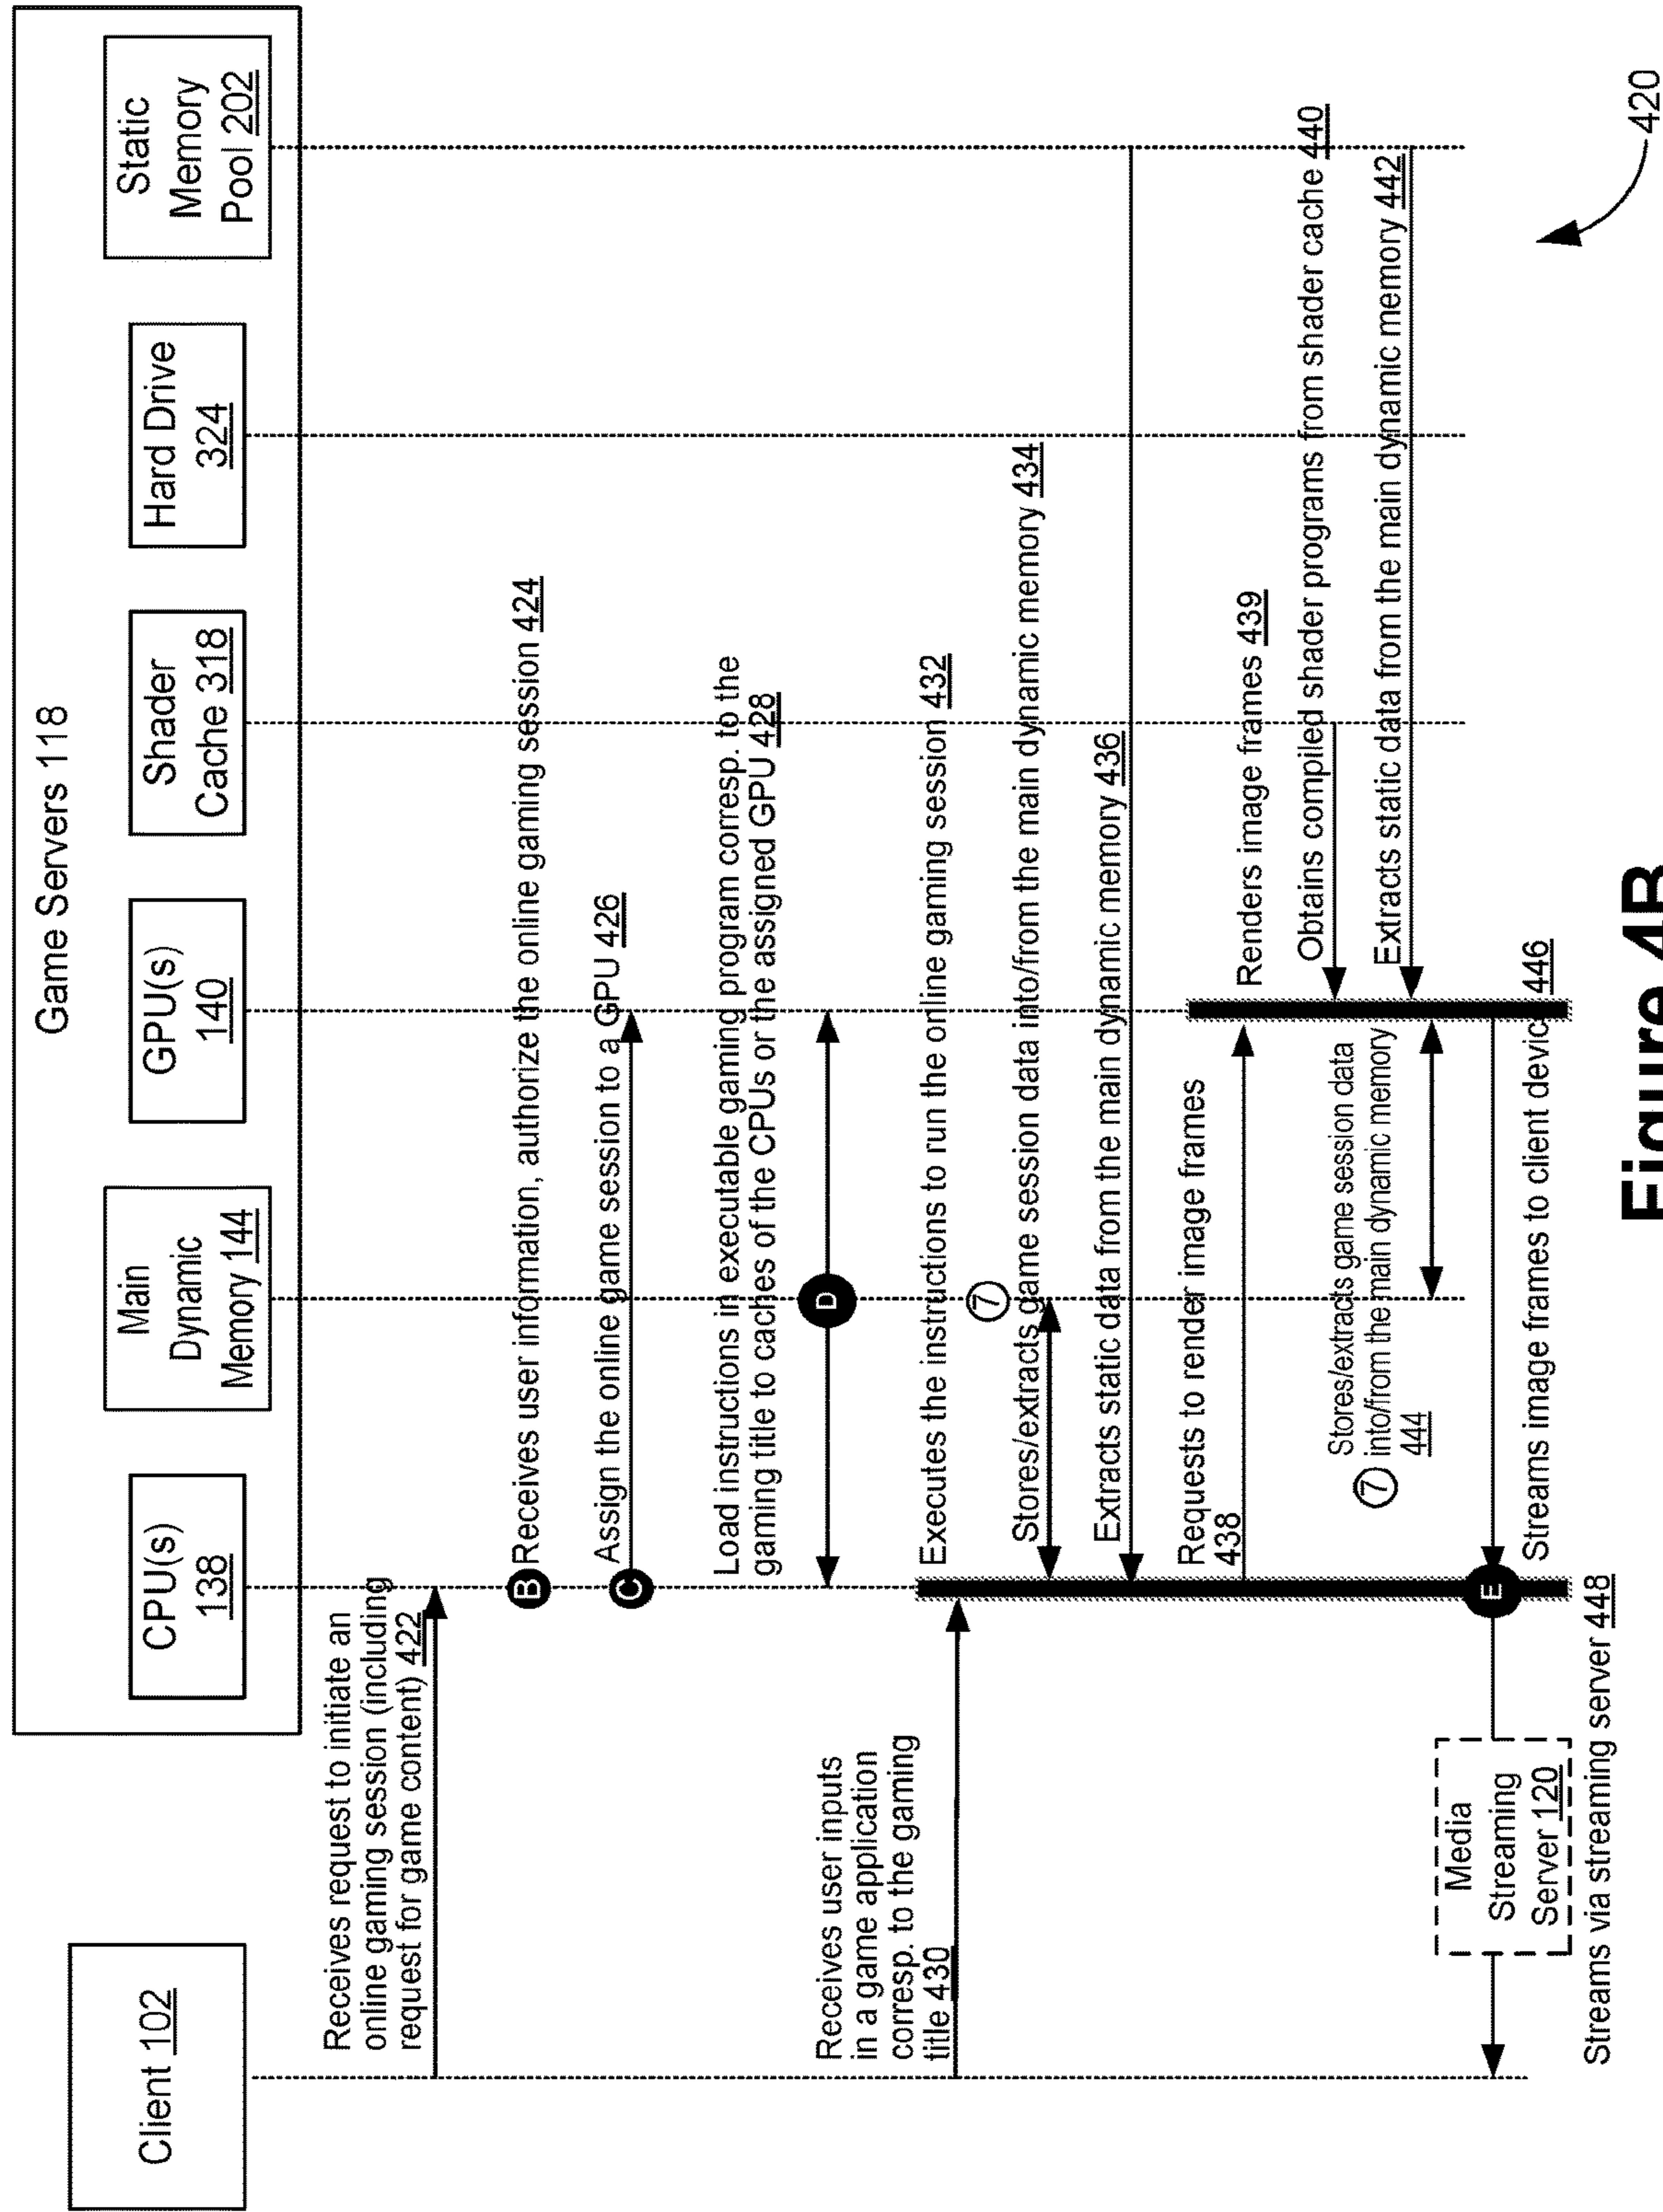 Game Servers 118
Client 102
CPU(s)
138
Main
Dynamic
Memory 144
GPU(s)
140
Shader
Cache 318
Hard Drive
324
Static
Memory
Pool 202
Receives request to initiate an
online gaming session (including
request for game content) 422
B
Receives user information, authorize the online gaming session 424
Assign the online game session to a GPU 426
C
Load instructions in executable gaming program corresp. to the
gaming title to caches of the CPUs or the assigned GPU 428
D
Receives user inputs
in a game application
corresp. to the gaming
title 430
Executes the instructions to run the online gaming session 432
7
Stores/extracts game session data into/from the main dynamic memory 434
Extracts static data from the main dynamic memory 436
Requests to render image frames
438
Renders image frames 439
Obtains compiled shader programs from shader cache 440
Extracts static data from the main dynamic memory 442
Stores/extracts game session data
7 into/from the main dynamic memory
444
E
Media
Streaming
Server 120
Streams image frames to client device 446
Streams via streaming server 448
420
Figure 4B